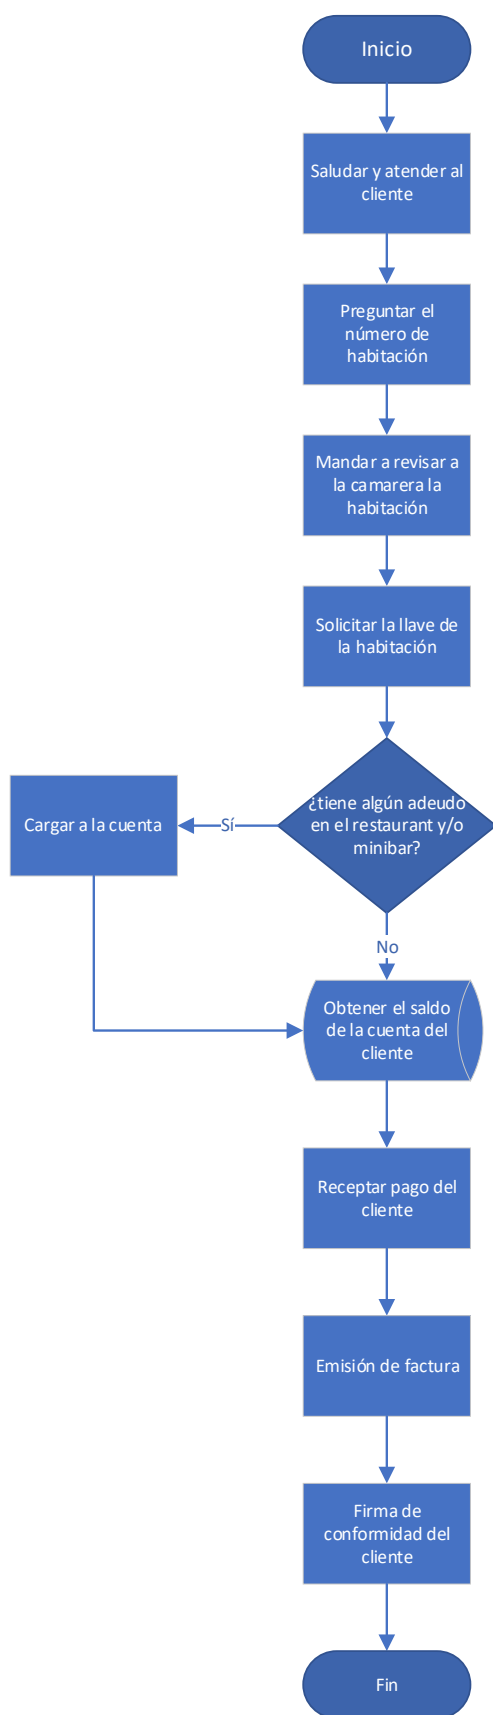 Inicio
Saludar y atender al
cliente
Preguntar el
número de
habitación
Mandar a revisar a
la camarera la
habitación
Solicitar la llave de
la habitación
¿tiene algún adeudo
en el restaurant y/o
minibar?
Sí
Cargar a la cuenta
No
Obtener el saldo
de la cuenta del
cliente
Receptar pago del
cliente
Emisión de factura
Firma de
conformidad del
cliente
Fin